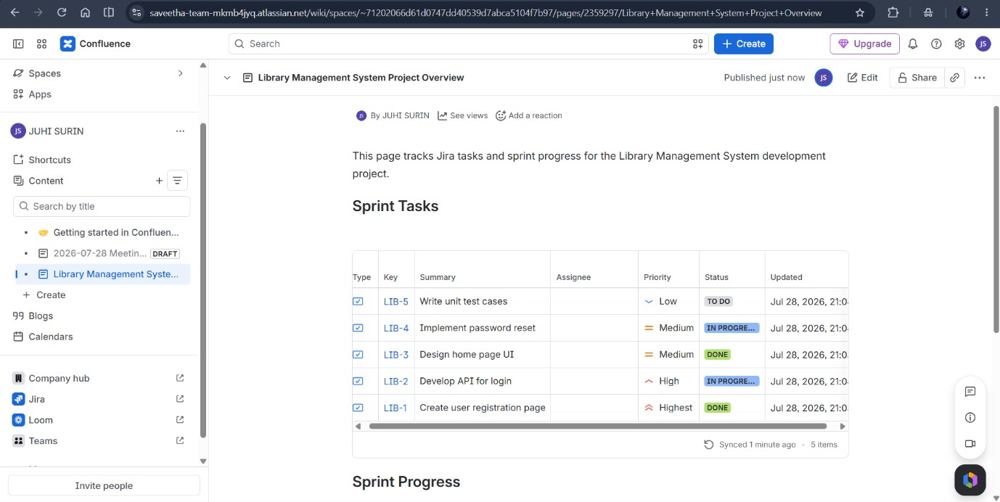 saveetha-team-mkmb4jyq.atlassian.net/wiki/spaces/~71202066d61d0747dd40539d7abca5104f7b97/pages/2359297/Library+Management+System+Project+Overview
Confluence
Search
+ Create
Upgrade
JS
Spaces
Apps
JS JUHI SURIN
Shortcuts
Content
Search by title
Getting started in Confluen...
2026-07-28 Meetin... DRAFT
Library Management Syste...
+ Create
Blogs
Calendars
Company hub
Jira
Loom
Teams
Invite people
Library Management System Project Overview
Published just now
JS
Edit
Share
JS By JUHI SURIN
See views
Add a reaction
This page tracks Jira tasks and sprint progress for the Library Management System development
project.
Sprint Tasks
Type Key Summary Assignee Priority Status Updated
LIB-5 Write unit test cases Low TO DO Jul 28, 2026, 21:0
LIB-4 Implement password reset Medium IN PROGRE... Jul 28, 2026, 21:0
LIB-3 Design home page UI Medium DONE Jul 28, 2026, 21:0
LIB-2 Develop API for login High IN PROGRE... Jul 28, 2026, 21:0
LIB-1 Create user registration page Highest DONE Jul 28, 2026, 21:0
Synced 1 minute ago • 5 items
Sprint Progress